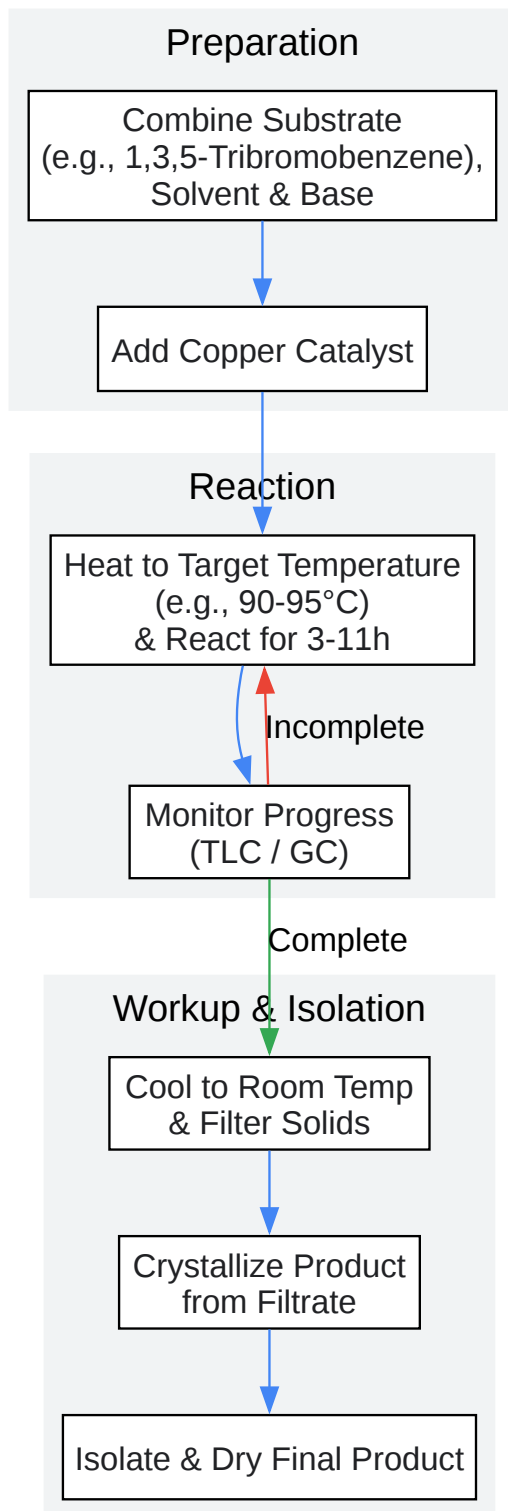 Preparation
Combine Substrate
(e.g., 1,3,5-Tribromobenzene),
Solvent & Base
Add Copper Catalyst
Reaction
Heat to Target Temperature
(e.g., 90-95°C)
& React for 3-11h
Incomplete
Monitor Progress
(TLC / GC)
Complete
Workup & Isolation
Cool to Room Temp
& Filter Solids
Crystallize Product
from Filtrate
Isolate & Dry Final Product